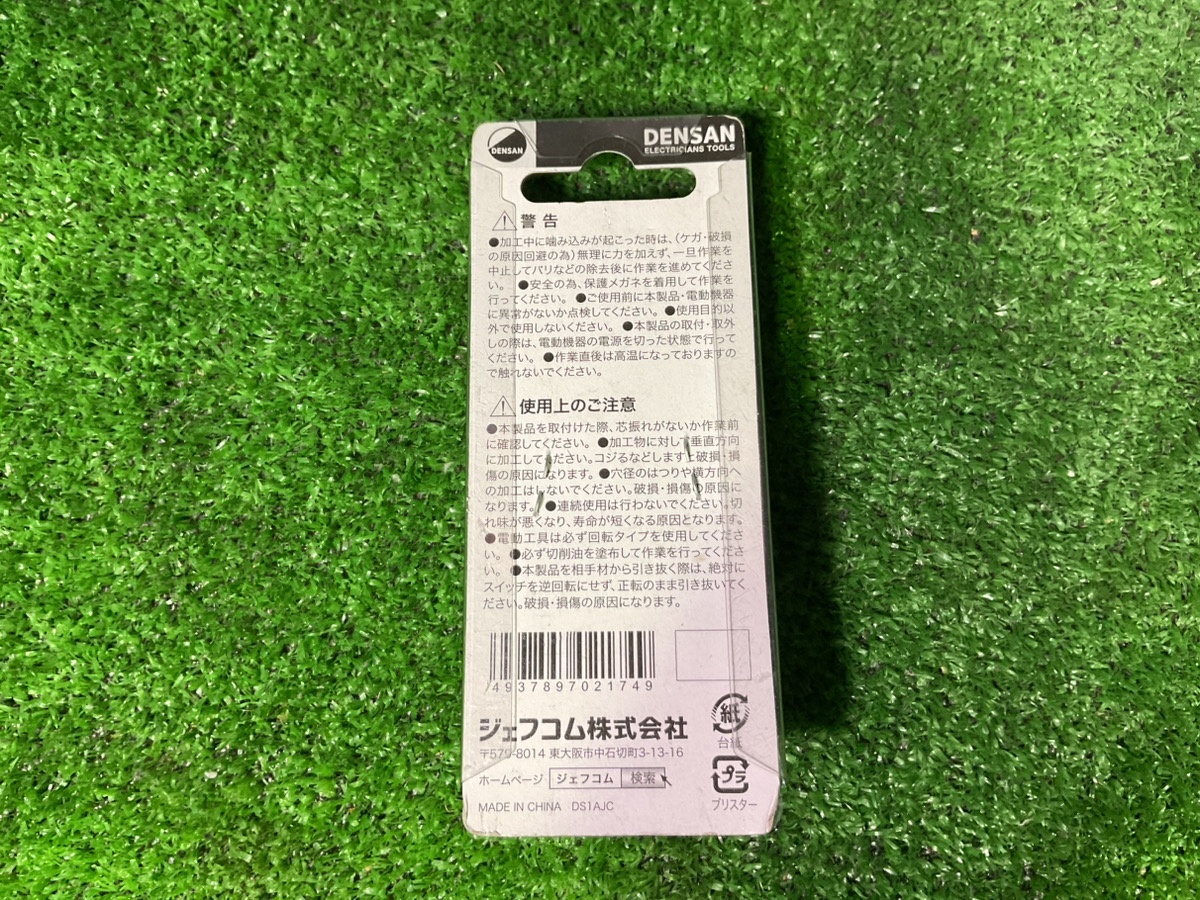 DENSAN
DENSAN
ELECTRICIANS TOOLS
警告
●加工中に噛み込みが起こった時は、(ケガ・破損
の原因回避の為)無理に力を加えず、一旦作業を
中止してバリなどの除去後に作業を進めてくださ
い。 ●安全の為、保護メガネを着用して作業を
行ってください。 ●ご使用前に本製品・電動機器
に異常がないか点検してください。 ●使用目的以
外で使用しないください。 ●本製品の取付・取外
しの際は、電動機器の電源を切った状態で行って
ください。 ●作業直後は高温になっておりますの
で触れないでください。
使用上のご注意
●本製品を取付けた際、芯振れがないか作業前
に確認してください。 ●加工物に対して垂直方向
に加工してください。コジるなどしますと破損・損
傷の原因になります。 ●穴径のはつりや横方向へ
の加工はしないでください。破損・損傷の原因に
なります。 ●連続使用は行わないでください。切
れ味が悪くなり、寿命が短くなる原因となります。
●電動工具は必ず回転タイプを使用してくださ
い。 ●必ず切削油を塗布して作業を行ってくださ
い。 ●本製品を相手材から引き抜く際は、絶対に
スイッチを逆回転にせず、正転のまま引き抜いてく
ださい。破損・損傷の原因になります。
4937897021749
ジェフコム株式会社
〒579-8014 東大阪市中石切町3-13-16
ホームページ ジェフコム 検索
MADE IN CHINA DS1AJC
紙
台紙
プラ
ブリスター